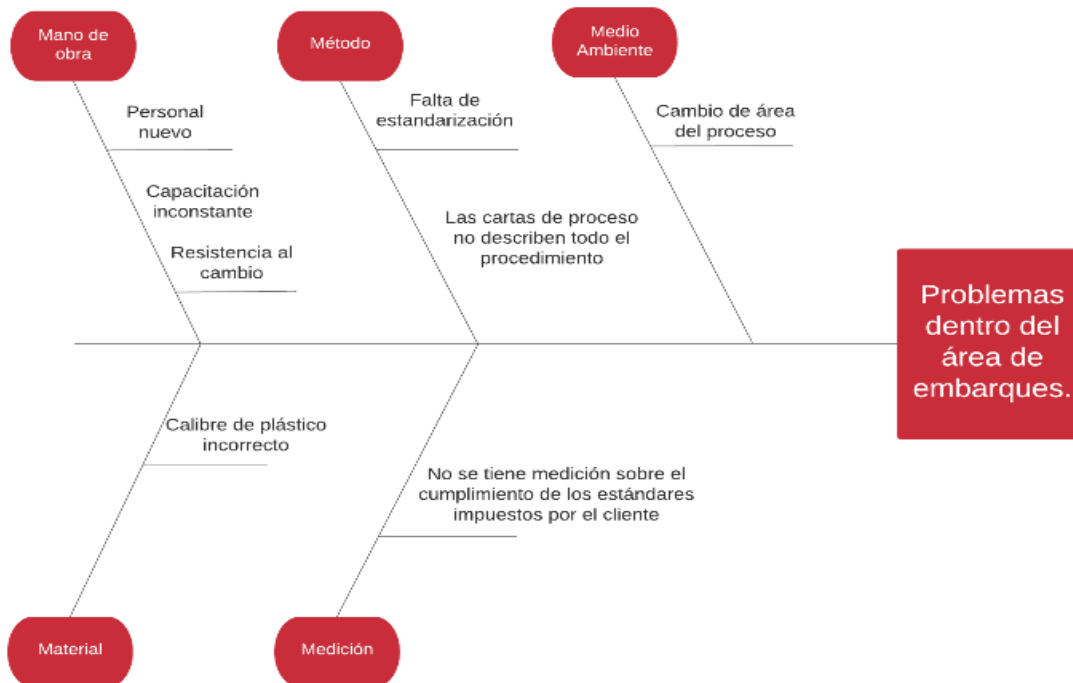 Mano de
obra
Método
Medio
Ambiente
Personal
nuevo
Capacitación
inconstante
Resistencia al
cambio
Falta de
estandarización
Las cartas de proceso
no describen todo el
procedimiento
Cambio de área
del proceso
Problemas
dentro del
área de
embarques.
Calibre de plástico
incorrecto
No se tiene medición sobre el
cumplimiento de los estándares
impuestos por el cliente
Material
Medición